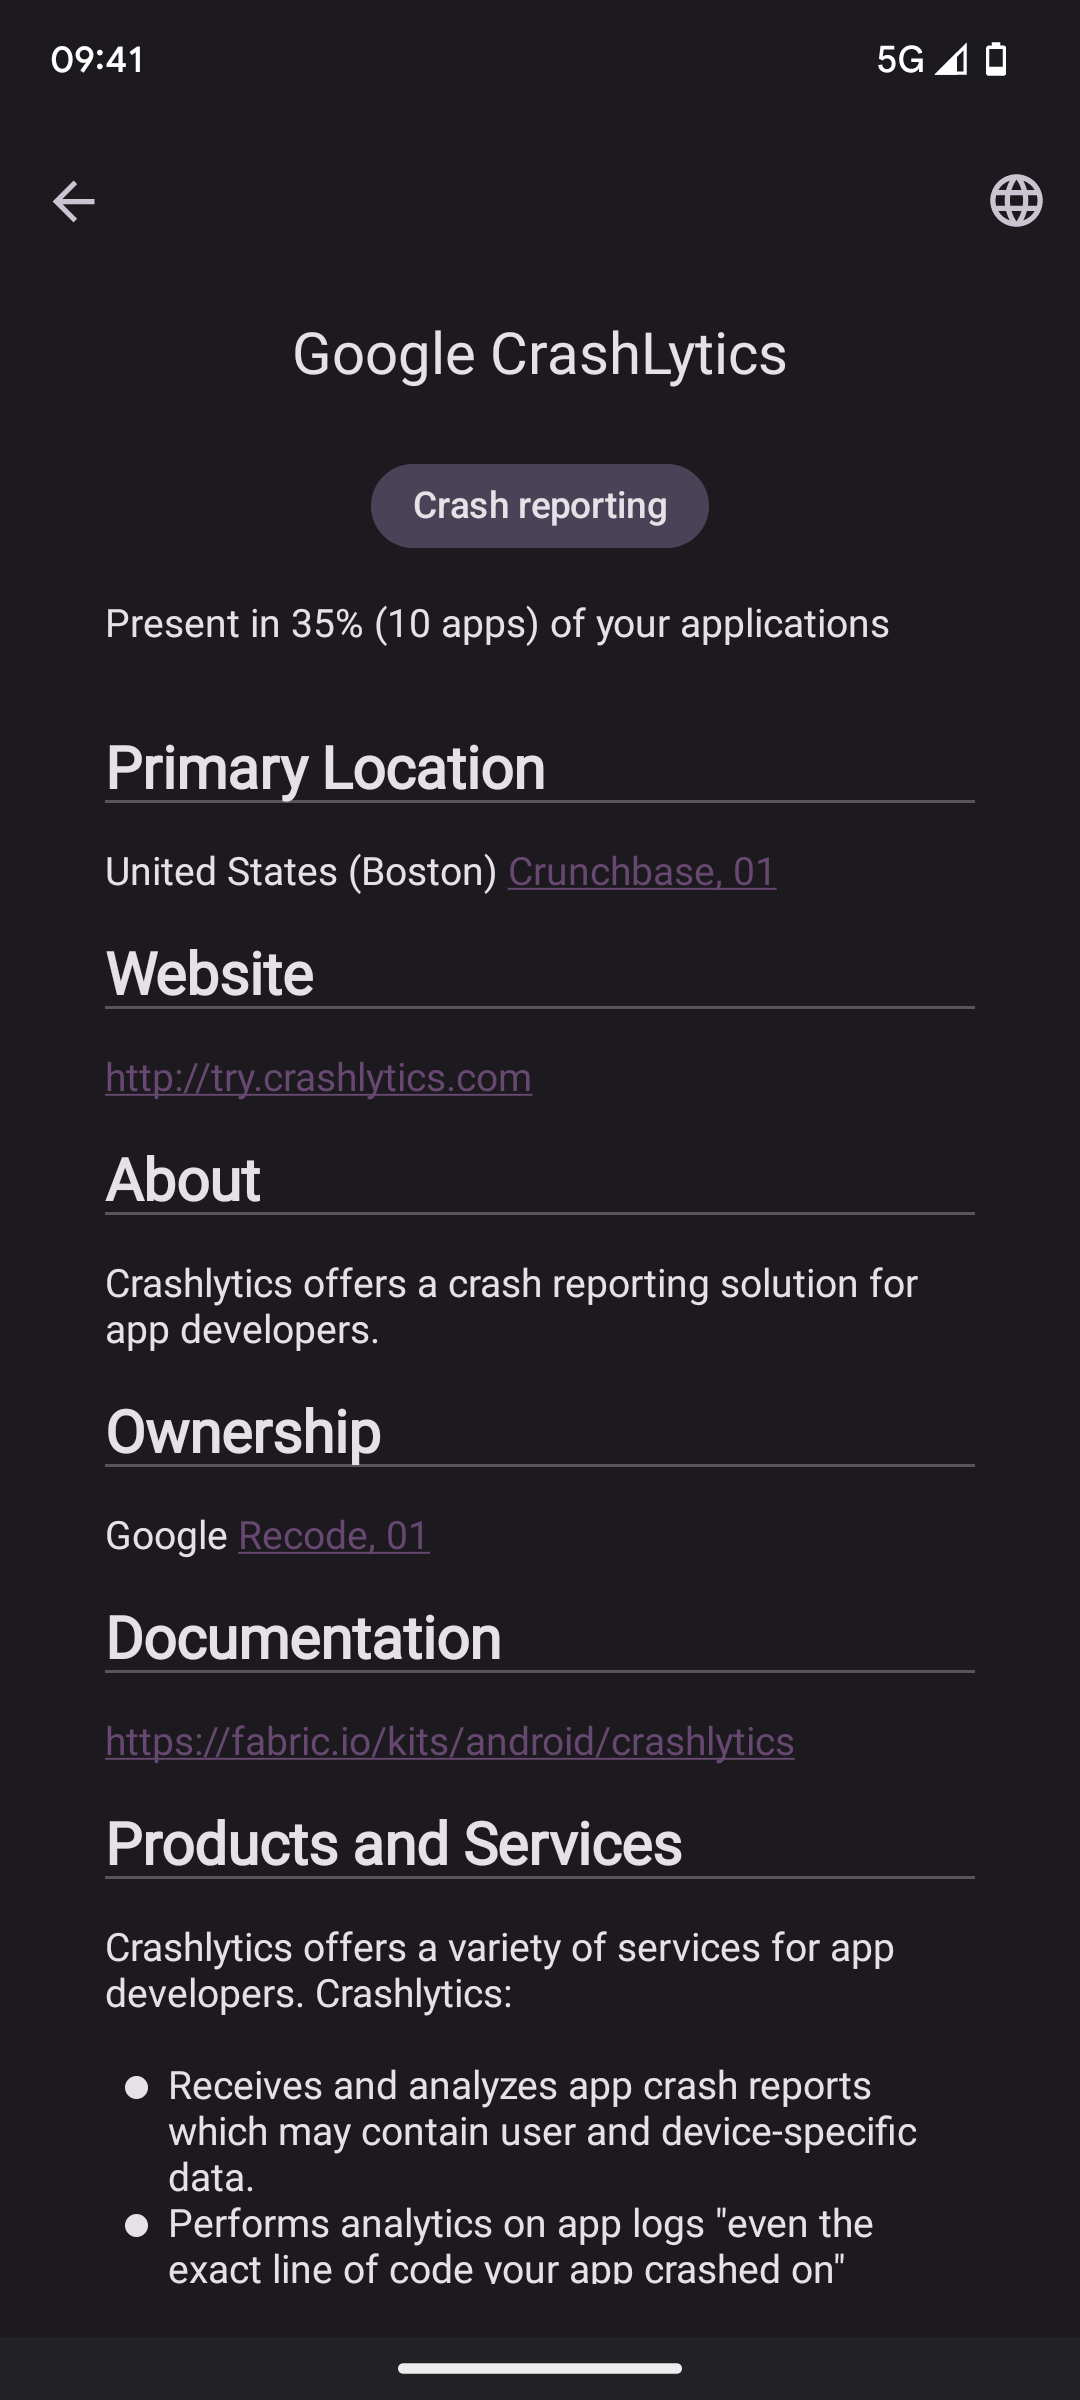 09:41
5G
Google CrashLytics
Crash reporting
Present in 35% (10 apps) of your applications
Primary Location
United States (Boston) Crunchbase, 01
Website
http://try.crashlytics.com
About
Crashlytics offers a crash reporting solution for
app developers.
Ownership
Google Recode, 01
Documentation
https://fabric.io/kits/android/crashlytics
Products and Services
Crashlytics offers a variety of services for app
developers. Crashlytics:
Receives and analyzes app crash reports
which may contain user and device-specific
data.
Performs analytics on app logs "even the
exact line of code your app crashed on"